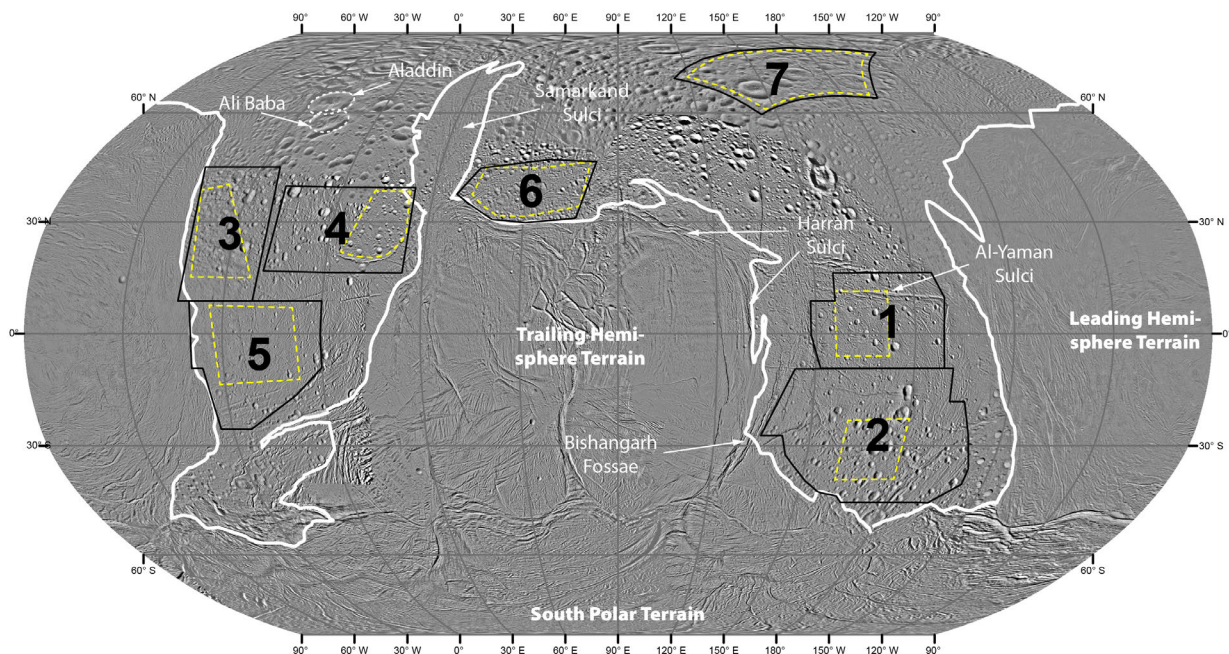 90° 60° W 30° W 0° 30° E 60° E 90° E 120° E 150° E 180° 150° W 120° W 90°
7
Aladdin
Ali Baba
Samarkand
Sulci
60° N
60° N
6
30° N
30° N
3
4
Harran
Sulci
Al-Yaman
Sulci
1
0°
Trailing Hemi-
sphere Terrain
Leading Hemi-
sphere Terrain
0°
5
2
30° S
30° S
Bishangarh
Fossae
60° S
60° S
South Polar Terrain
90° 60° W 30° W 0° 30° E 60° E 90° E 120° E 150° E 180° 150° W 120° W 90°